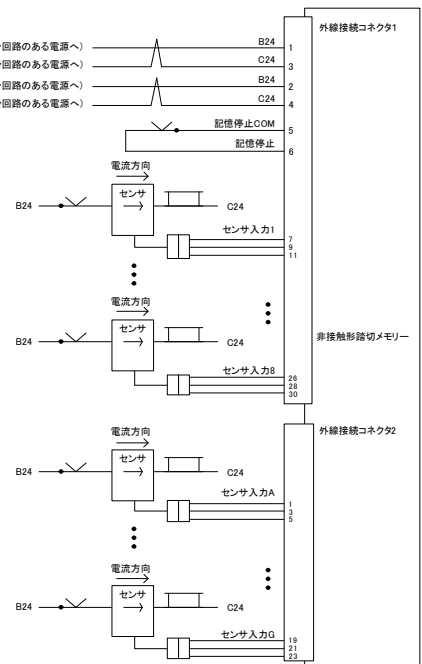 外線接続コネクタ1
回路のある電源へ) B24 1
回路のある電源へ) C24 3
回路のある電源へ) B24 2
回路のある電源へ) C24 4
記憶停止COM 5
記憶停止 6
電流方向
センサ
B24 C24
センサ入力1
7
9
11
電流方向
センサ
非接触形踏切メモリー
B24 C24
センサ入力8
26
28
30
外線接続コネクタ2
電流方向
センサ
B24 C24
センサ入力A
1
3
5
電流方向
センサ
B24 C24
センサ入力G
19
21
23